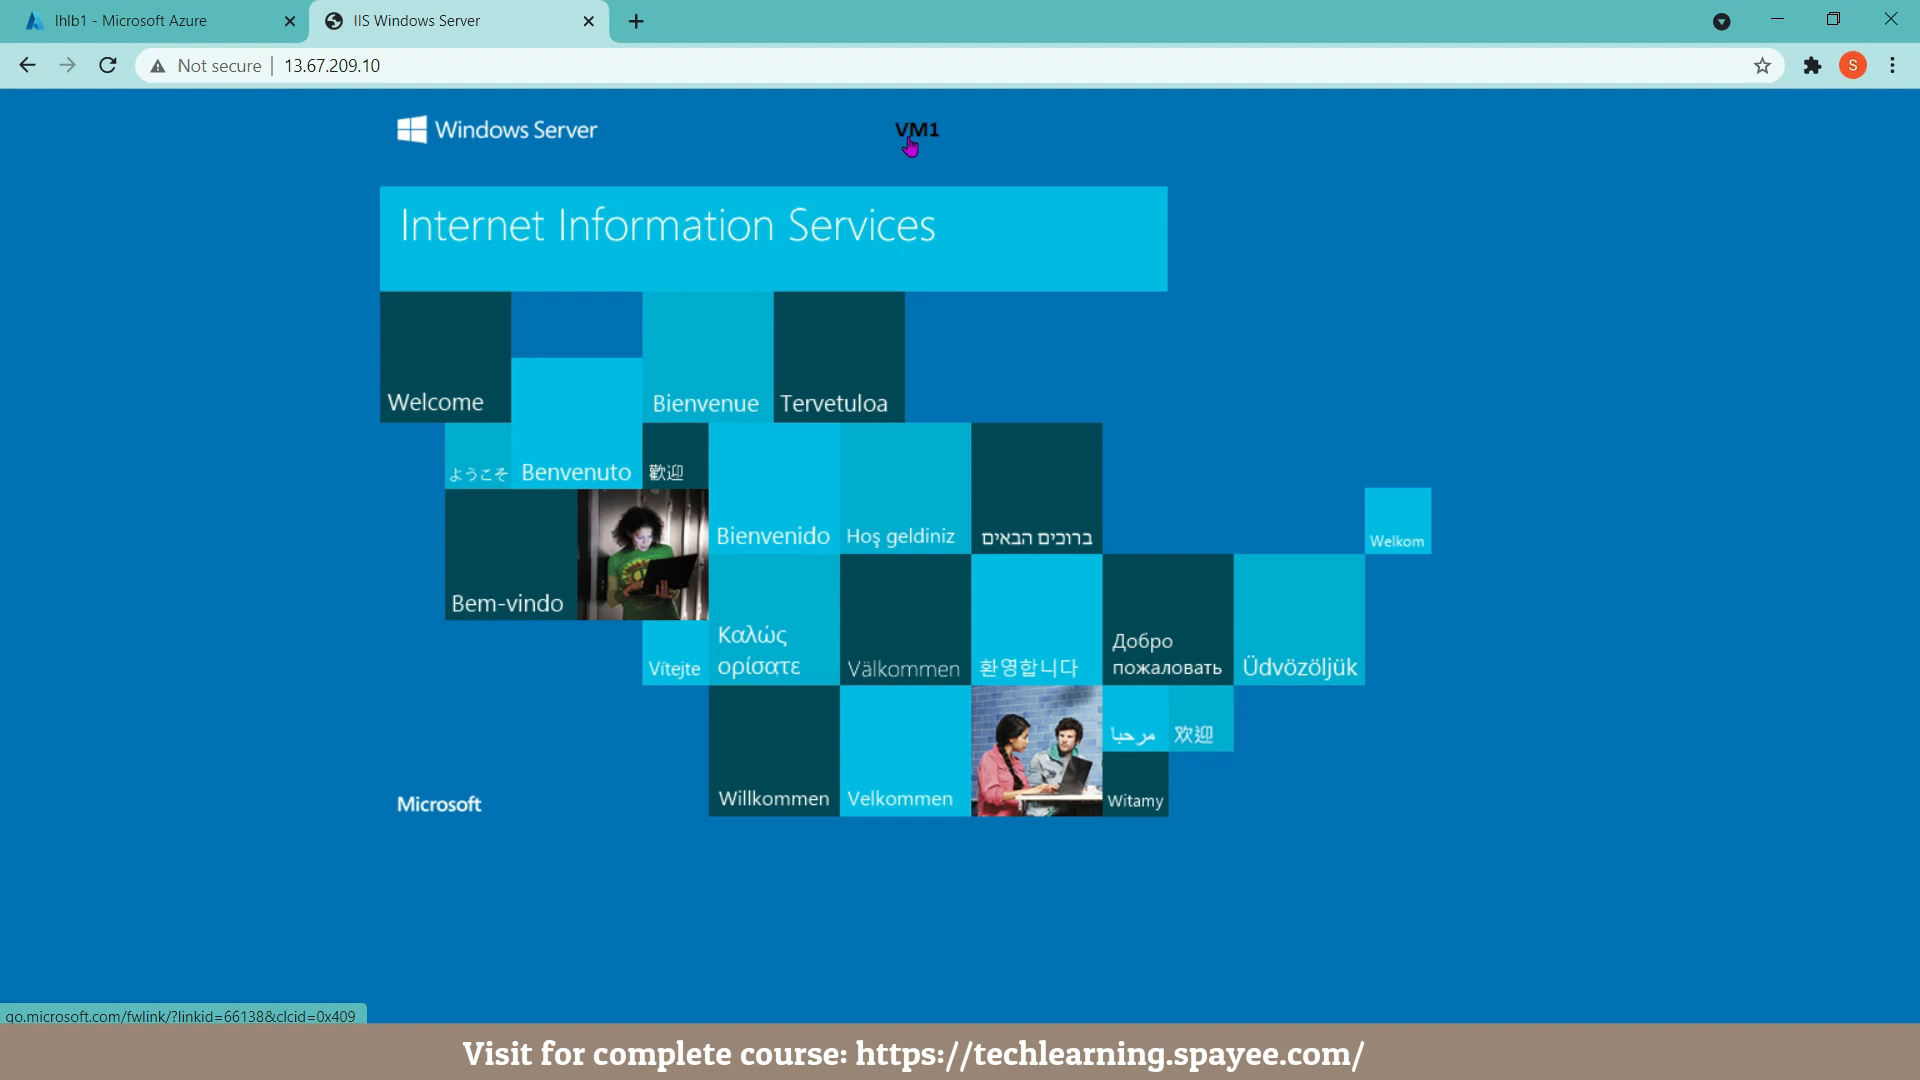 lhlb1 - Microsoft Azure
IIS Windows Server
Not secure
13.67.209.10
S
Windows Server
VM1
Internet Information Services
Welcome
Bienvenue
Tervetuloa
ようこそ
Benvenuto
歡迎
Bienvenido
Hoş geldiniz
ברוכים הבאים
Welkom
Bem-vindo
Vítejte
Καλώς
ορίσατε
Välkommen
환영합니다
Добро
пожаловать
Üdvözöljük
Microsoft
Willkommen
Velkommen
مرحبا
欢迎
Witamy
go.microsoft.com/fwlink/?linkid=66138&clcid=0x409
Visit for complete course: https://techlearning.spayee.com/